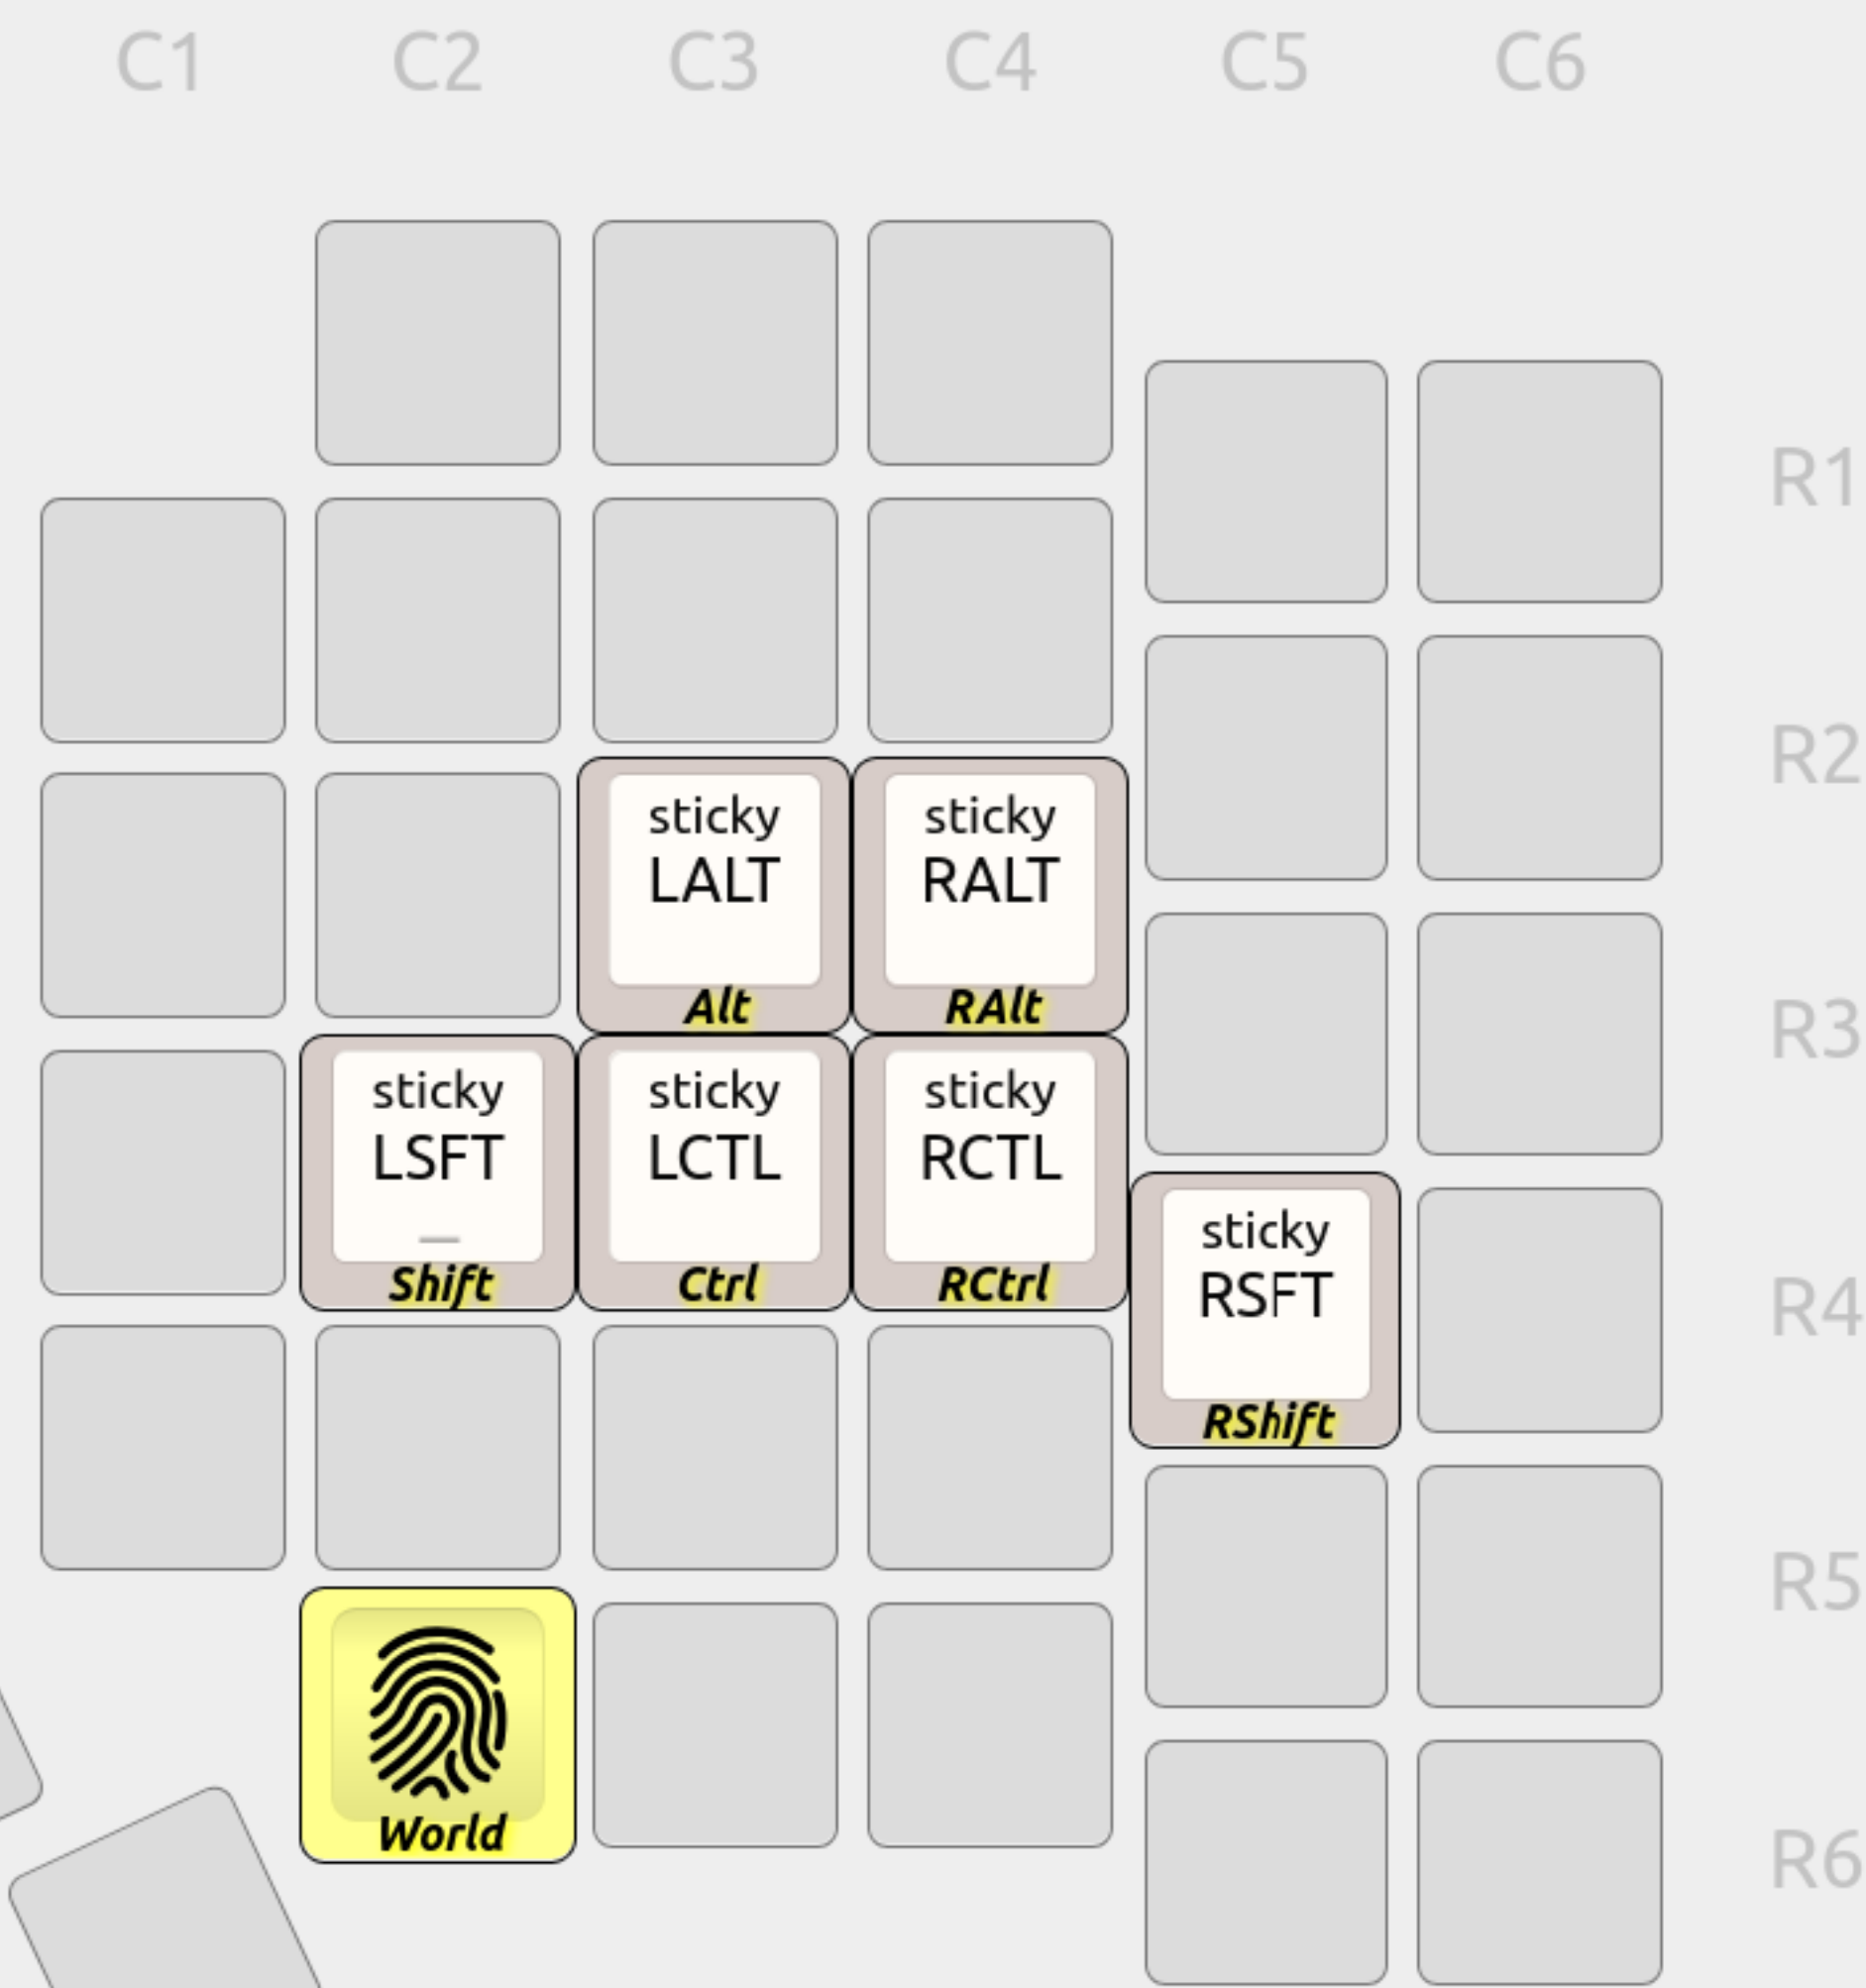 C1 C2 C3 C4 C5 C6
R1
R2
sticky sticky
LALT RALT
Alt RAlt
R3
sticky sticky sticky
LSFT LCTL RCTL
_
Shift Ctrl RCtrl
sticky
RSFT
RShift
R4
R5
World
R6